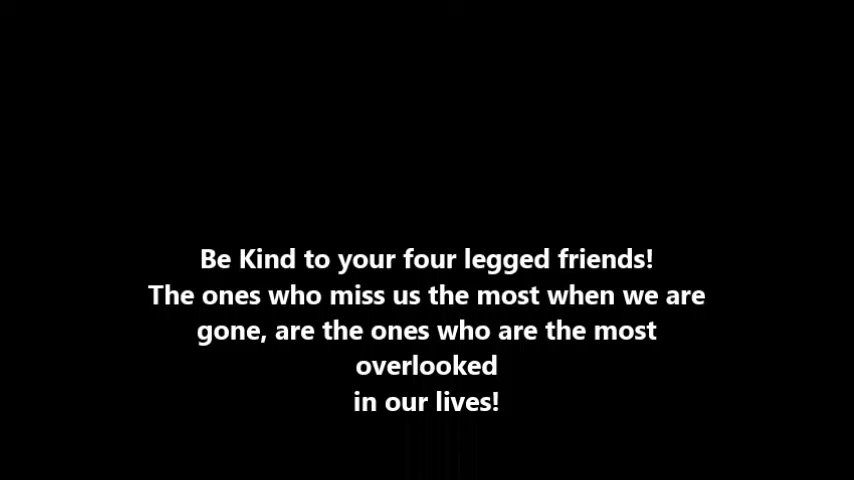 Be Kind to your four legged friends!
The ones who miss us the most when we are
gone, are the ones who are the most
overlooked
in our lives!